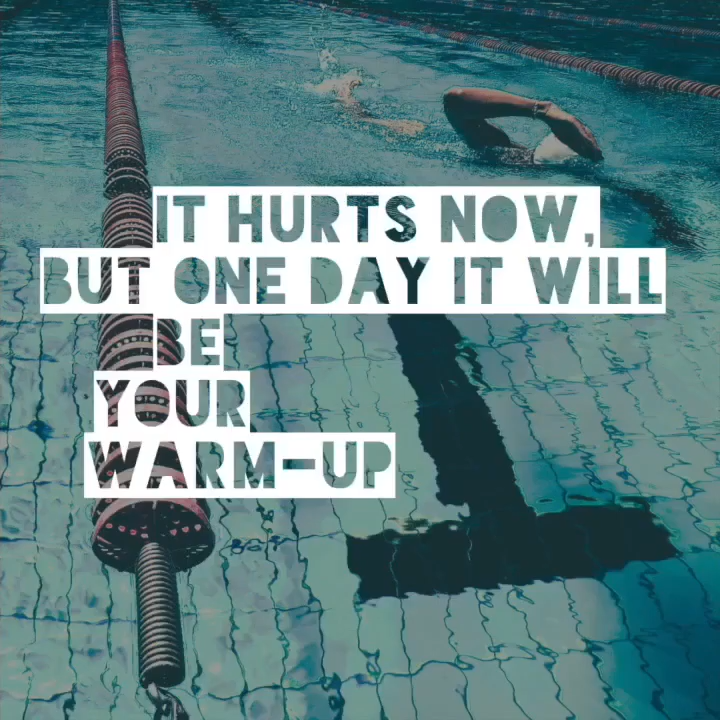 IT HURTS NOW,
BUT ONE DAY IT WILL
BE
YOUR
WARM-UP